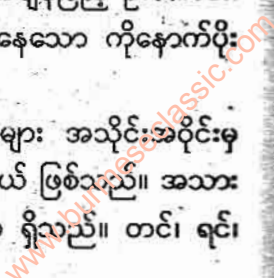 နေသော ကိုနောက်ပိုး
များ အသိုင်းအဝိုင်းမှ
ယ် ဖြစ်သည်။ အသား
ရှိသည်။ တင်၊ ရင်၊
www.burmeseclassic.com